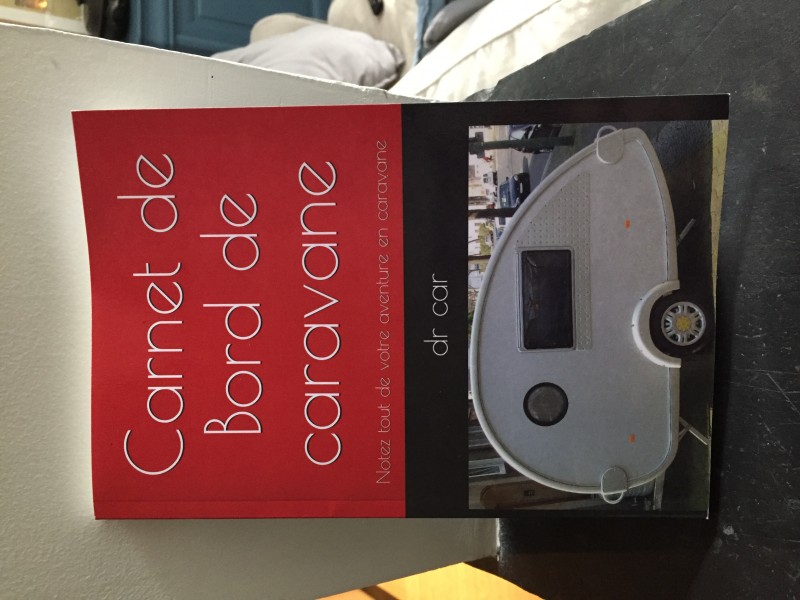 Carnet de
Bord de
caravane
Notez tout de votre aventure en caravane
dr car